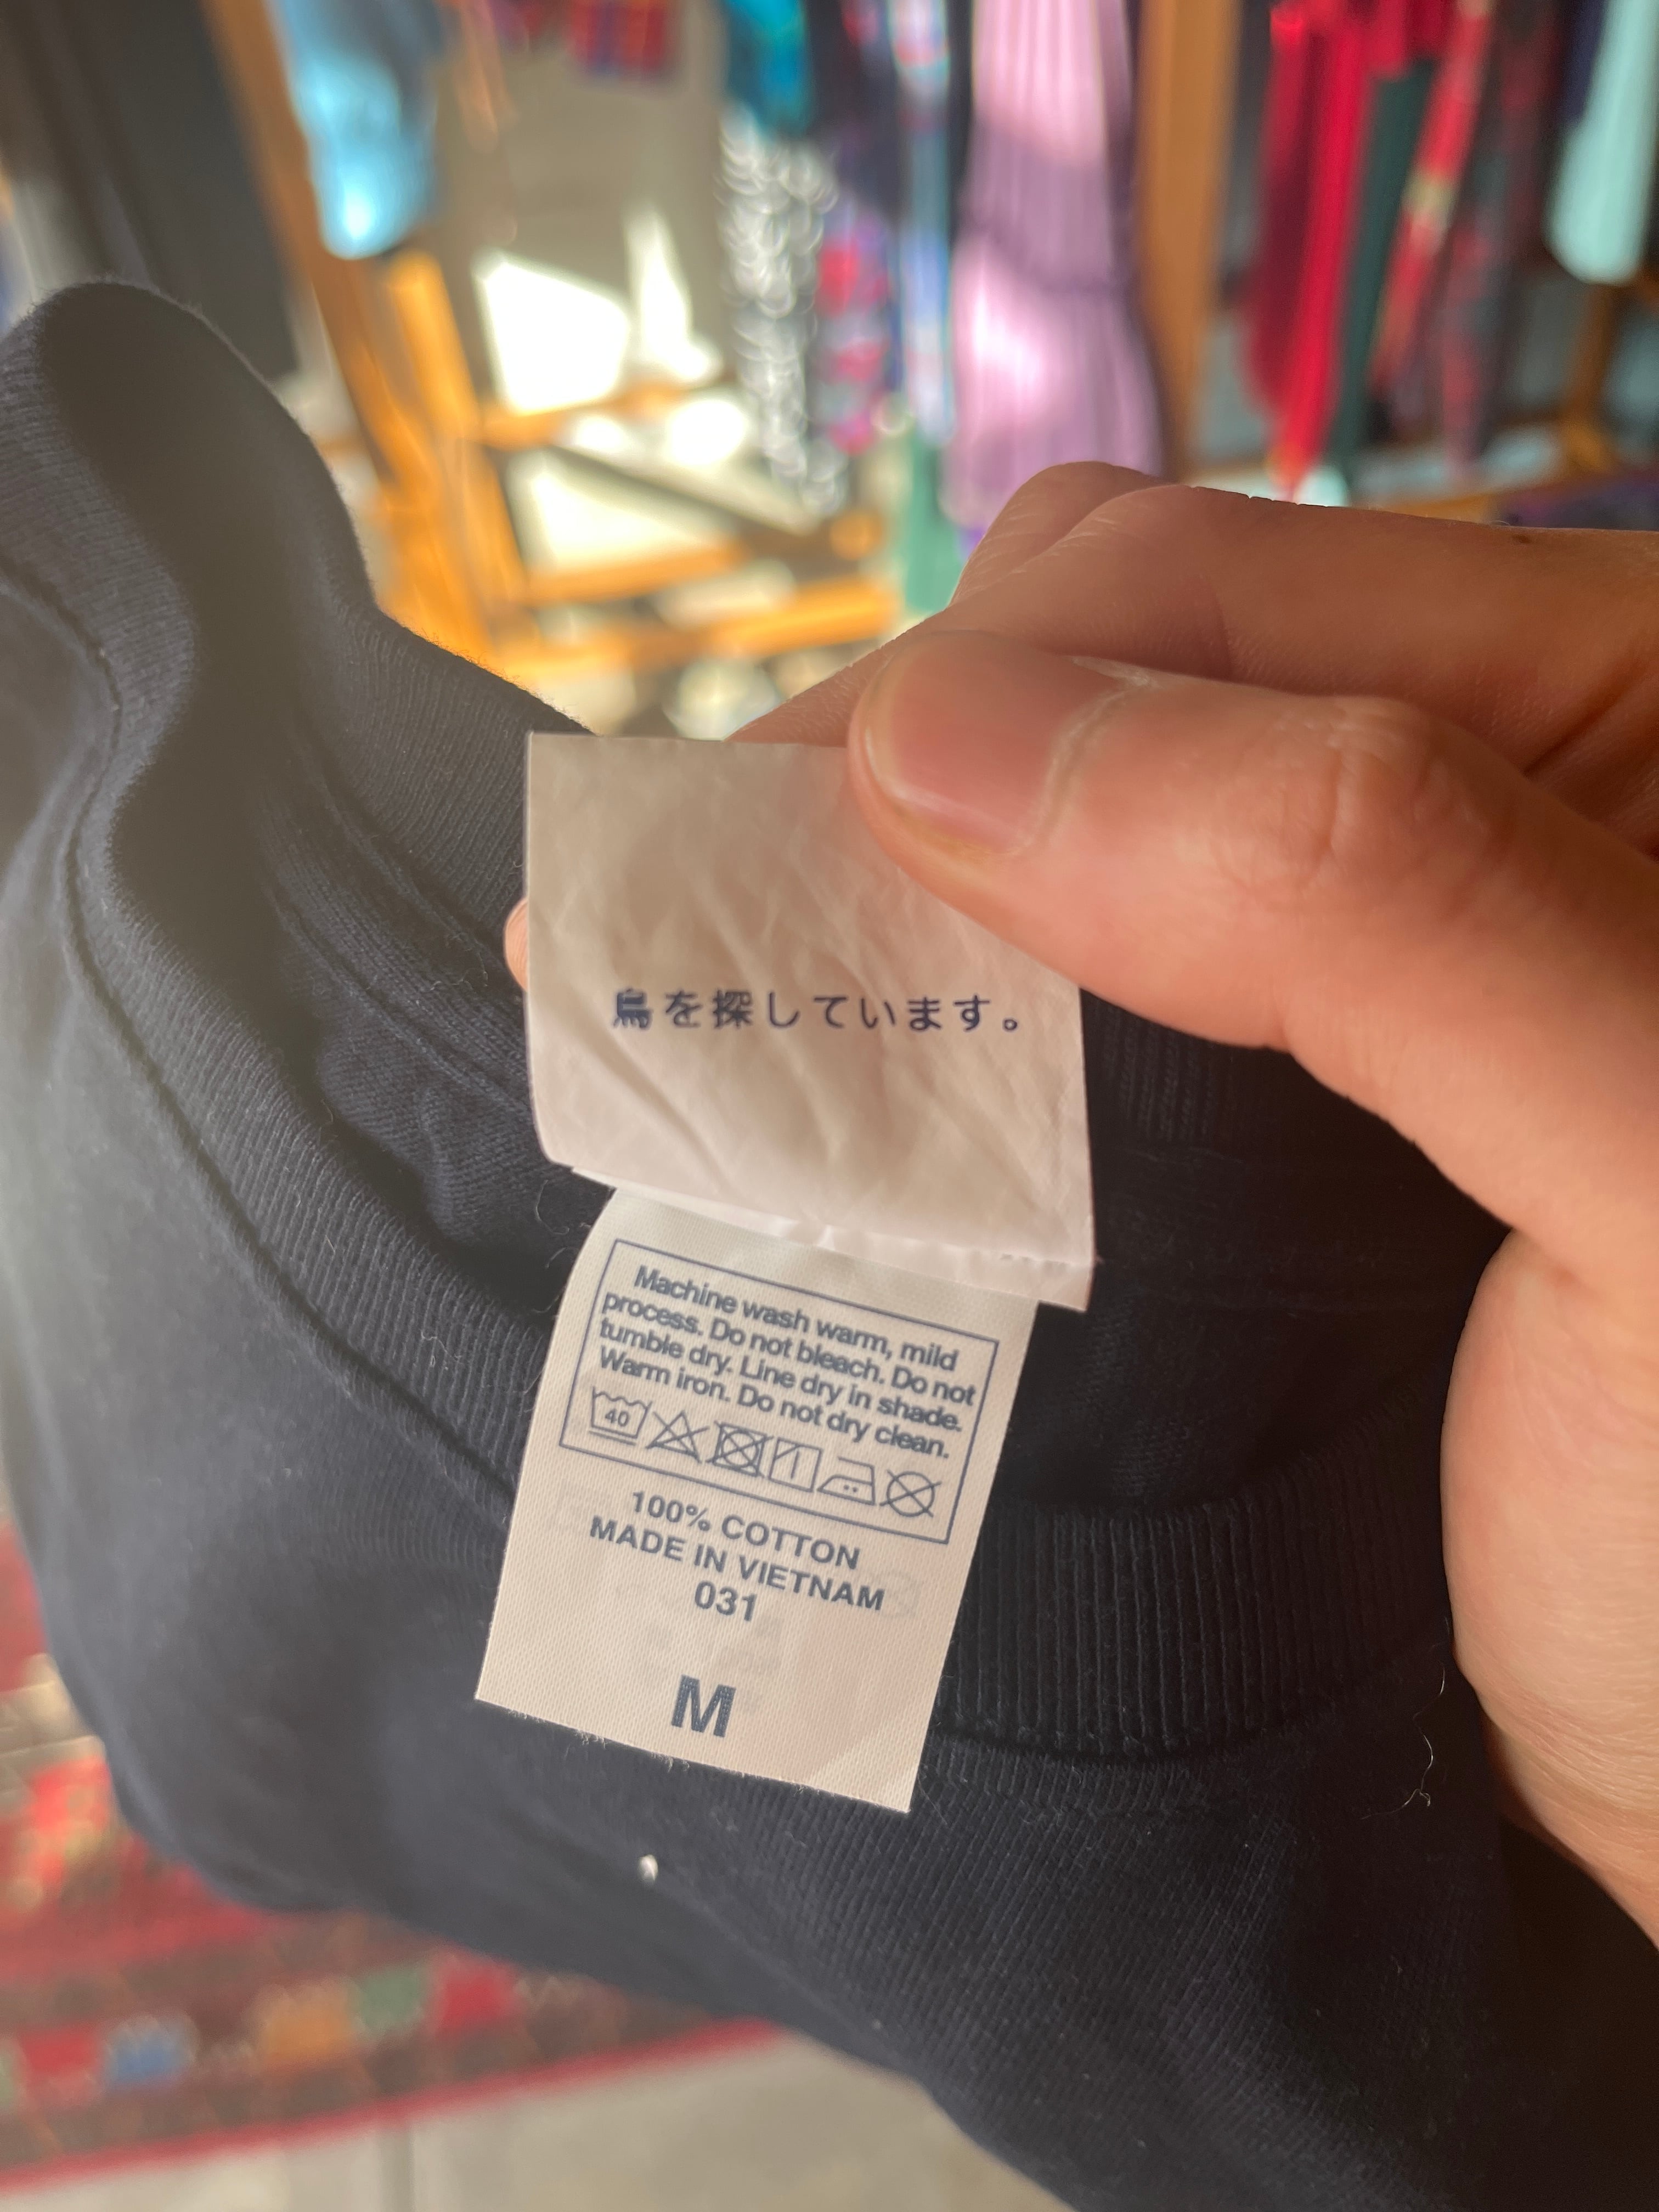 鳥を探しています。
Machine wash warm, mild
process. Do not bleach. Do not
tumble dry. Line dry in shade.
Warm iron. Do not dry clean.
40
100% COTTON
MADE IN VIETNAM
031
M